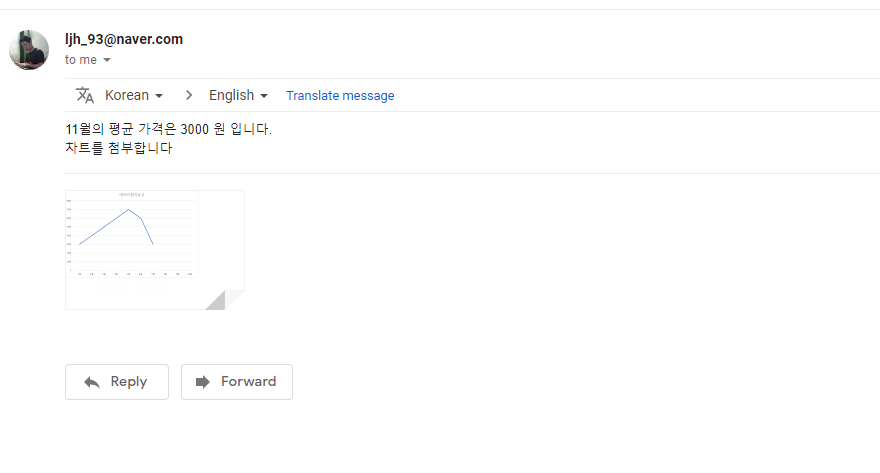 ljh_93@naver.com
to me
Korean > English Translate message
11월의 평균 가격은 3000 원 입니다.
차트를 첨부합니다
Reply Forward